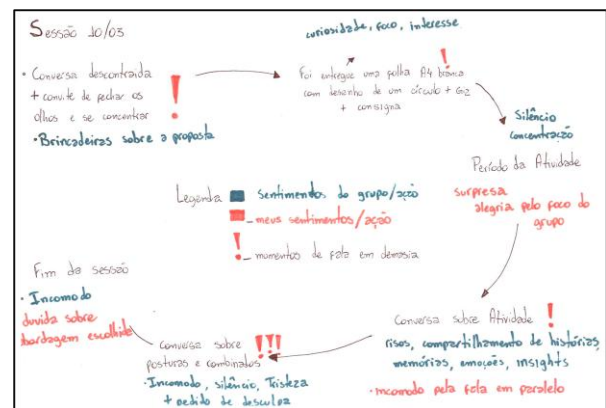 Sessão 10/03
• Conversa descontraida
+ convite de fechar os
olhos e se concentrar
• Brincadeiras sobre a proposta
!
curiosidade, foco, interesse
!
Foi entregue uma folha A4 branca
com desenho de um círculo + Giz
+ consigna
Silêncio
concentração
Período da Atividade
surpresa
alegria pelo foco do
grupo
Legenda sentimentos do grupo/ação
meus sentimentos/ação
! momentos de fala em demasia
Conversa sobre Atividade !
risos, compartilhamento de histórias,
memórias, emoções, insights
• incomodo pela fala em paralelo
conversa sobre !!!
posturas e combinados
• Incomodo, silêncio, Tristeza
+ pedido de desculpa
Fim da sessão
• Incomodo
duvida sobre
abordagem escolhida